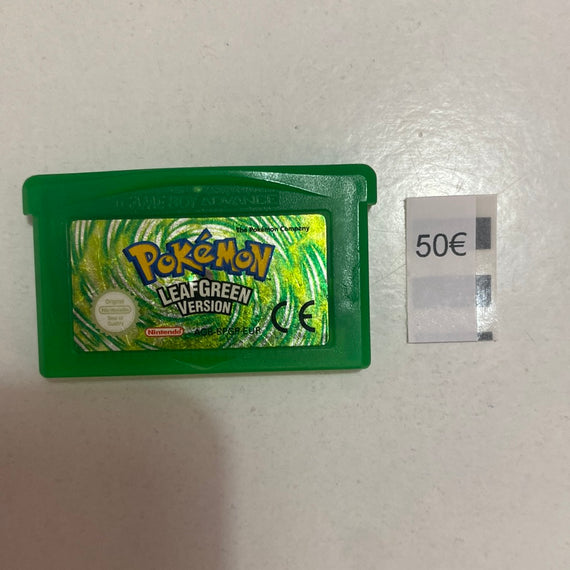 GAME BOY ADVANCE
The Pokémon Company
POKéMON
LEAFGREEN
VERSION
Original
Nintendo
Seal of
Quality
Nintendo
AGB-BPGP-EUR
CE
50€